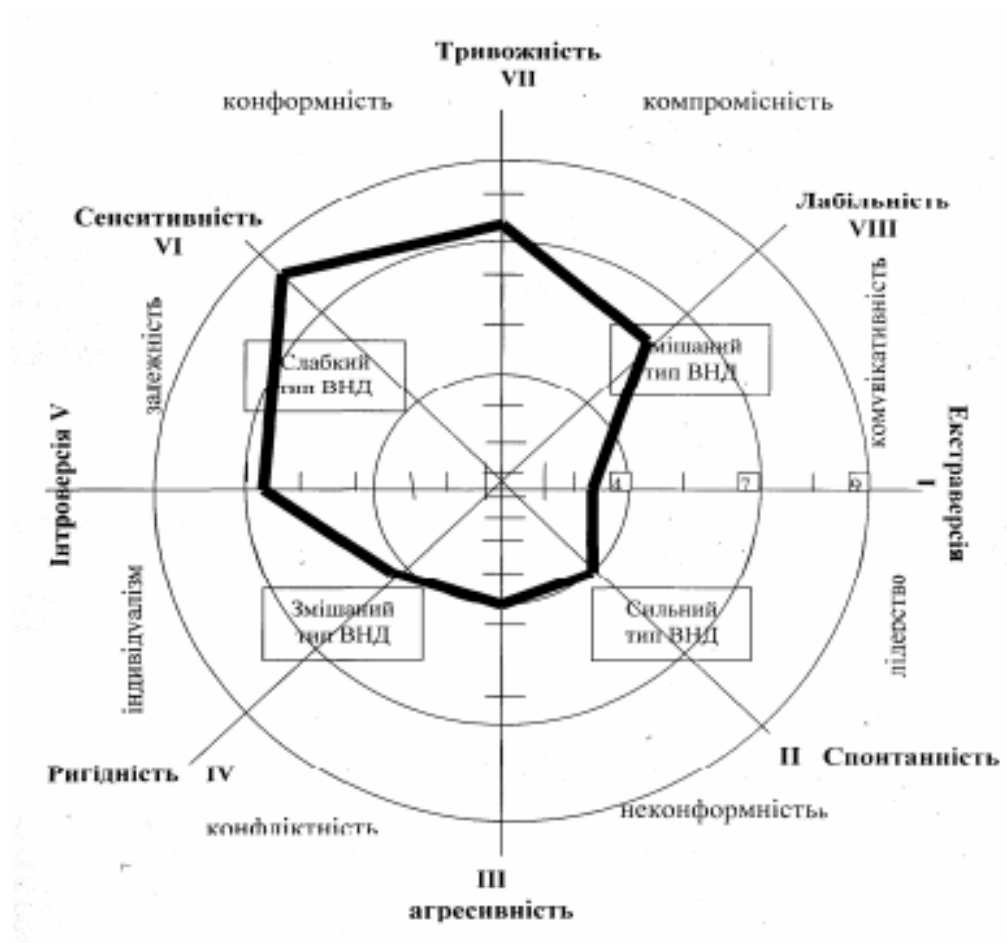 Тривожність
VII
конформність
компромісність
Лабільність
VIII
Сенситивність
VI
комунікативність
залежність
Слабкий
тип ВНД
Змішаний
тип ВНД
Інтроверсія V
4
7
9
Екстраверсія
I
індивідуалізм
Змішаний
тип ВНД
Сильний
тип ВНД
лідерство
Ригідність IV
II Спонтанність
конфліктність
неконформність
III
агресивність